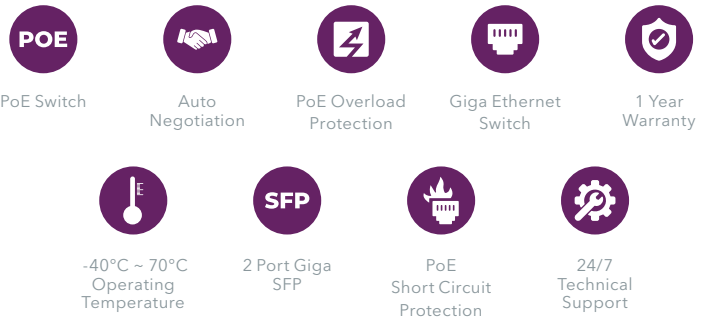 POE
PoE Switch
Auto
Negotiation
PoE Overload
Protection
Giga Ethernet
Switch
1 Year
Warranty
-40°C ~ 70°C
Operating
Temperature
SFP
2 Port Giga
SFP
PoE
Short Circuit
Protection
24/7
Technical
Support